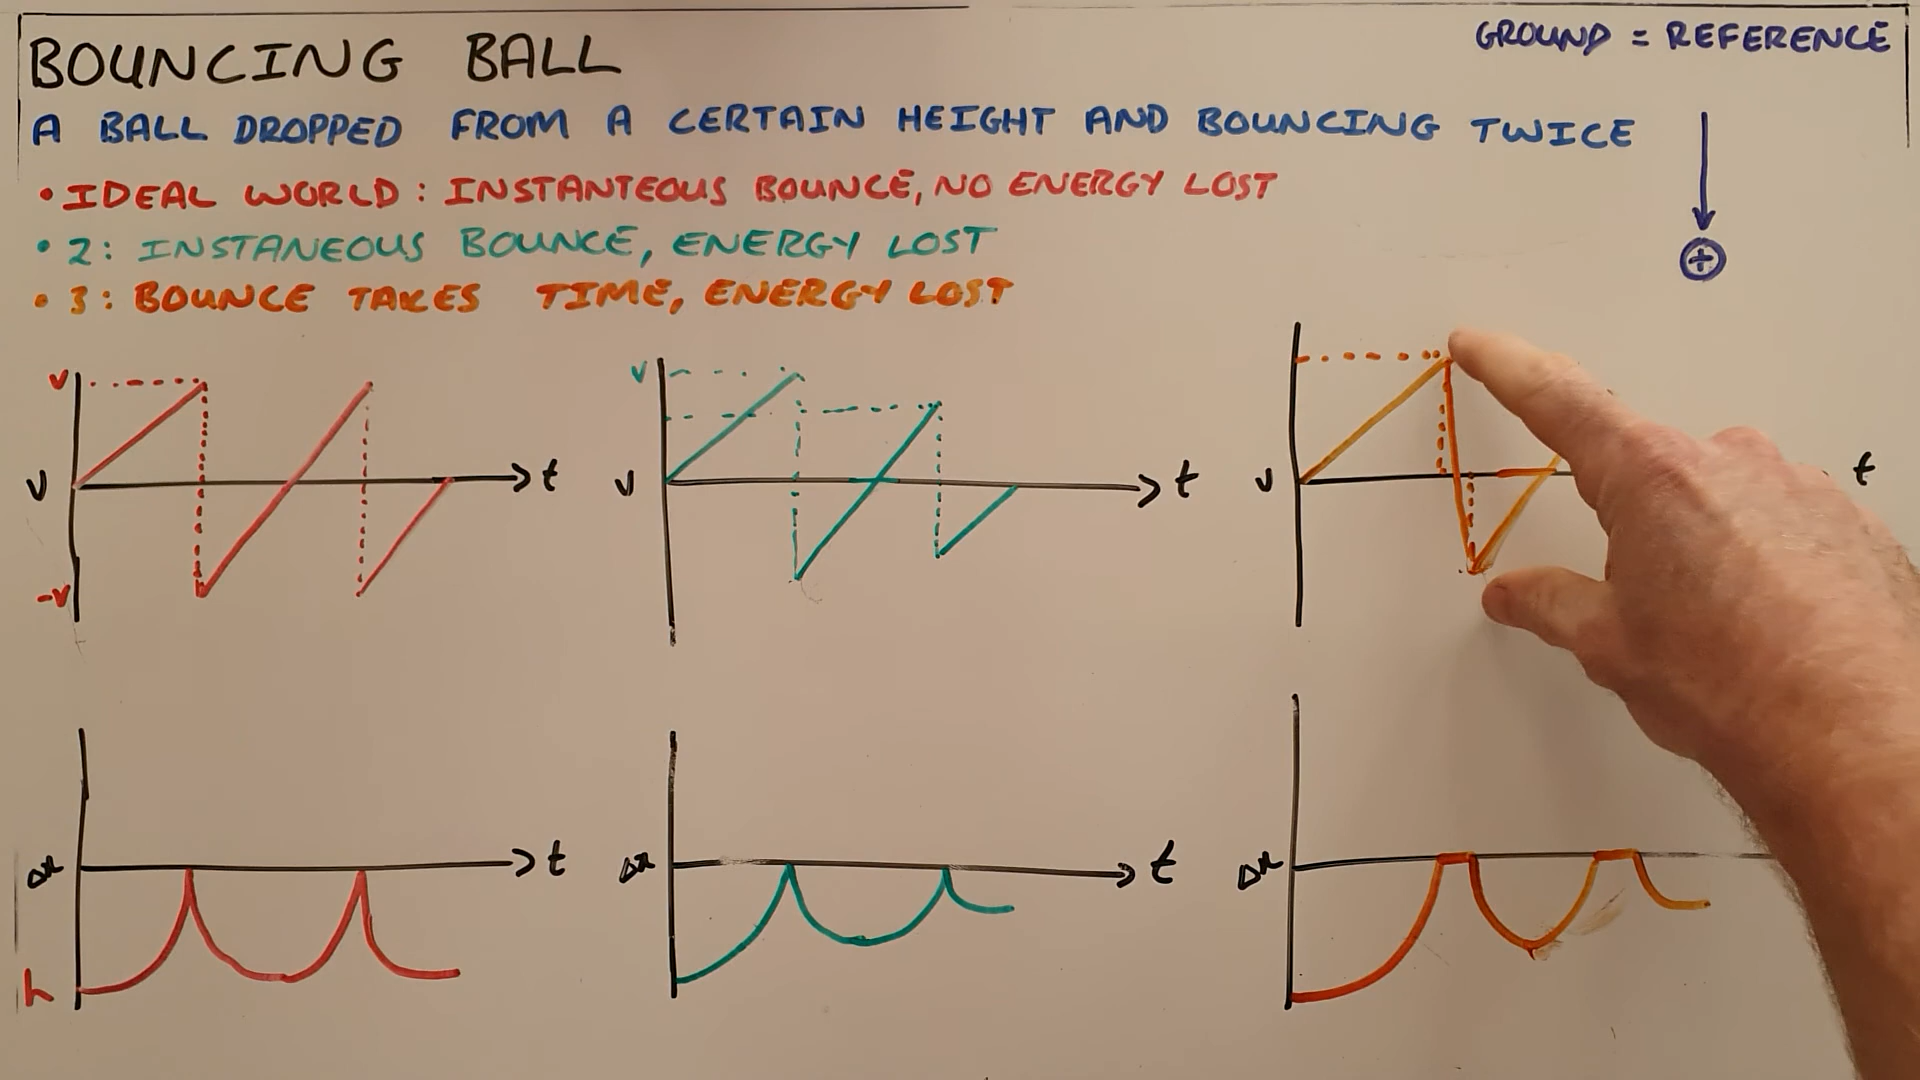 BOUNCING BALL
GROUND = REFERENCE
A BALL DROPPED FROM A CERTAIN HEIGHT AND BOUNCING TWICE
• IDEAL WORLD : INSTANTEOUS BOUNCE, NO ENERGY LOST
• 2: INSTANEOUS BOUNCE, ENERGY LOST
+
• 3: BOUNCE TAKES TIME, ENERGY LOST
v
v
v
t
v
t
v
t
-v
Δx
t
Δx
t
Δx
h